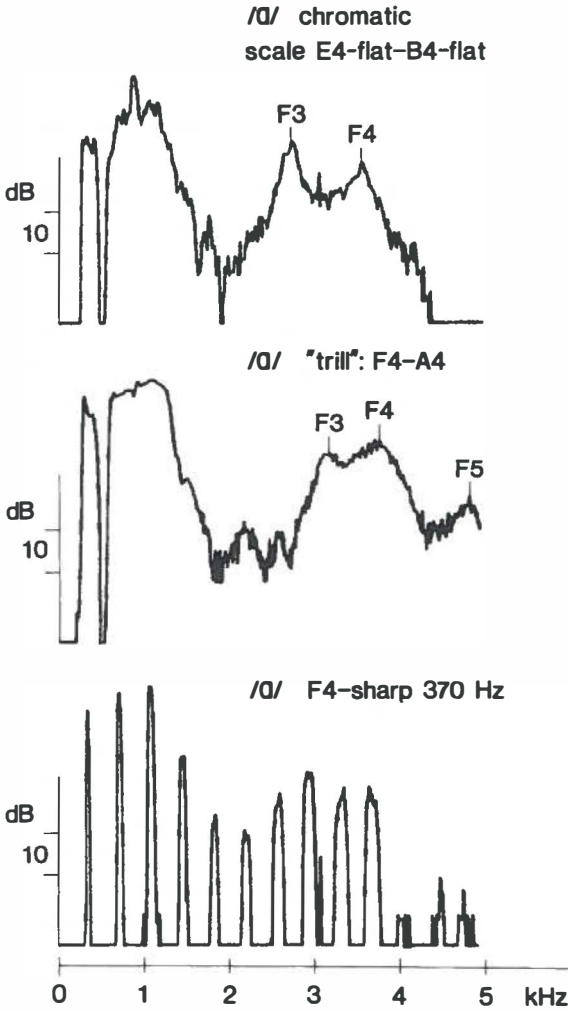 /ɑ/ chromatic
scale E4-flat-B4-flat
F3
F4
dB
10
/ɑ/ "trill": F4-A4
F3
F4
F5
dB
10
/ɑ/ F4-sharp 370 Hz
dB
10
0 1 2 3 4 5 kHz